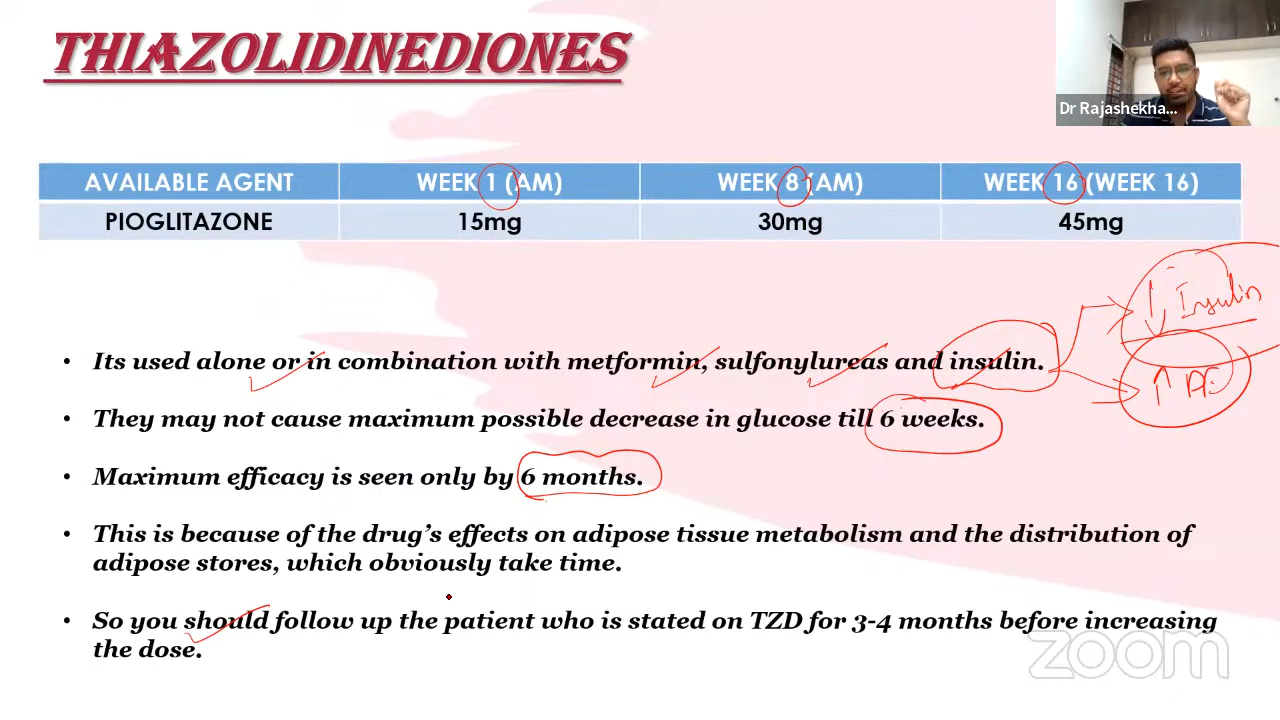 THIAZOLIDINEDIONES
Dr Rajashekha...
AVAILABLE AGENT WEEK 1 (AM) WEEK 8 (AM) WEEK 16 (WEEK 16)
PIOGLITAZONE 15mg 30mg 45mg
↓ Insulin
• Its used alone or in combination with metformin, sulfonylureas and insulin.
↑
• They may not cause maximum possible decrease in glucose till 6 weeks.
• Maximum efficacy is seen only by 6 months.
• This is because of the drug's effects on adipose tissue metabolism and the distribution of
adipose stores, which obviously take time.
• So you should follow up the patient who is stated on TZD for 3-4 months before increasing
the dose.
zoom